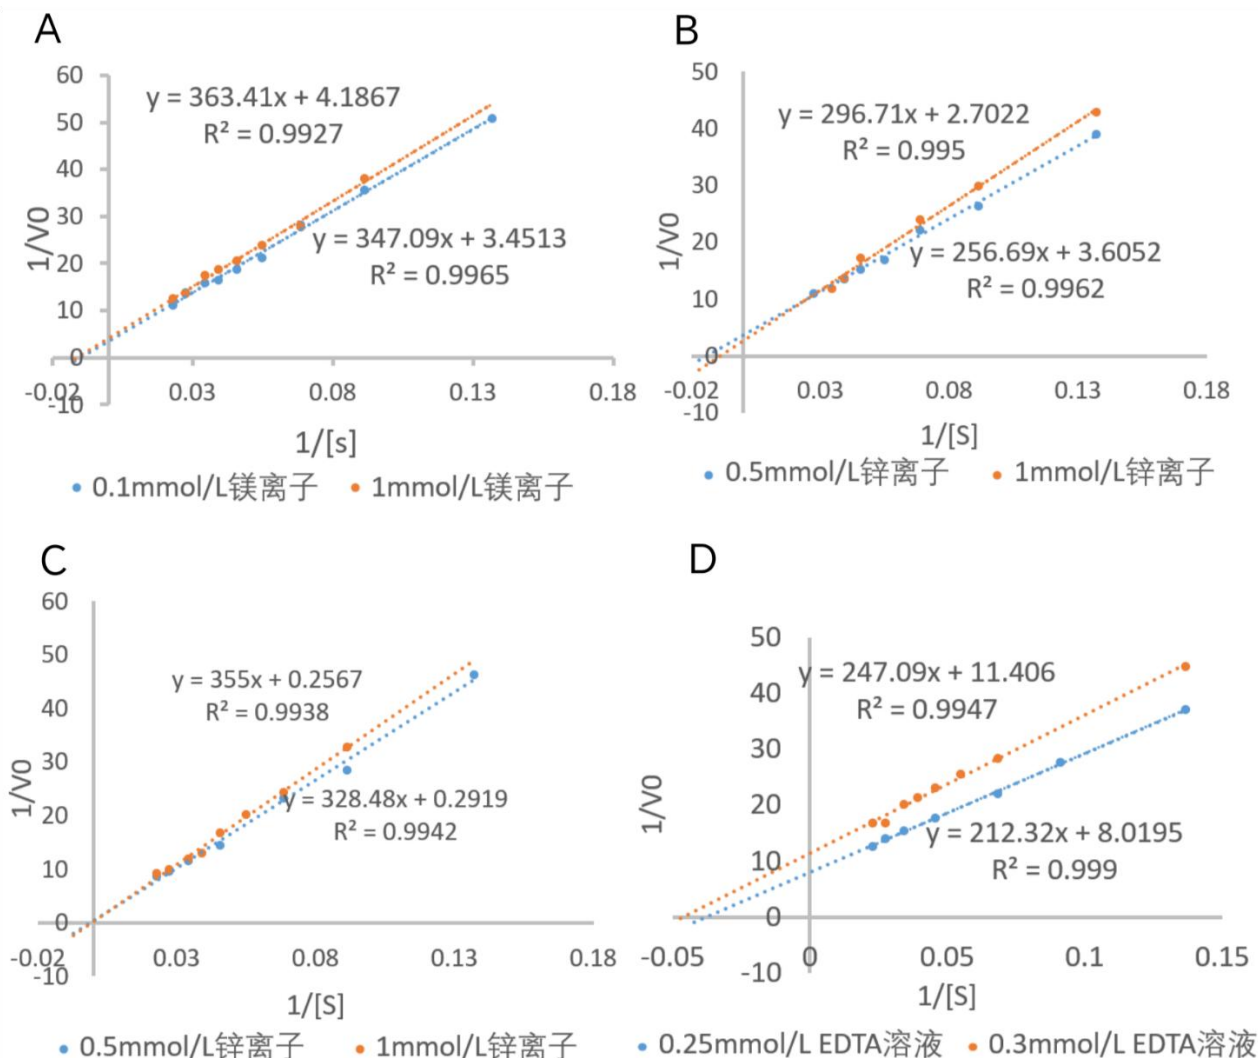 A
60
50
40
30
20
10
0
-10
1/V0
y = 363.41x + 4.1867
R² = 0.9927
y = 347.09x + 3.4513
R² = 0.9965
-0.02
0.03
0.08
0.13
0.18
1/[s]
0.1mmol/L镁离子
1mmol/L镁离子
B
50
40
30
20
10
0
-10
1/V0
y = 296.71x + 2.7022
R² = 0.995
y = 256.69x + 3.6052
R² = 0.9962
-0.02
0.03
0.08
0.13
0.18
1/[S]
0.5mmol/L锌离子
1mmol/L锌离子
C
60
50
40
30
20
10
0
-10
1/V0
y = 355x + 0.2567
R² = 0.9938
y = 328.48x + 0.2919
R² = 0.9942
-0.02
0.03
0.08
0.13
0.18
1/[S]
0.5mmol/L锌离子
1mmol/L锌离子
D
50
40
30
20
10
0
-10
1/V0
y = 247.09x + 11.406
R² = 0.9947
y = 212.32x + 8.0195
R² = 0.999
-0.05
0
0.05
0.1
0.15
1/[S]
0.25mmol/L EDTA溶液
0.3mmol/L EDTA溶液